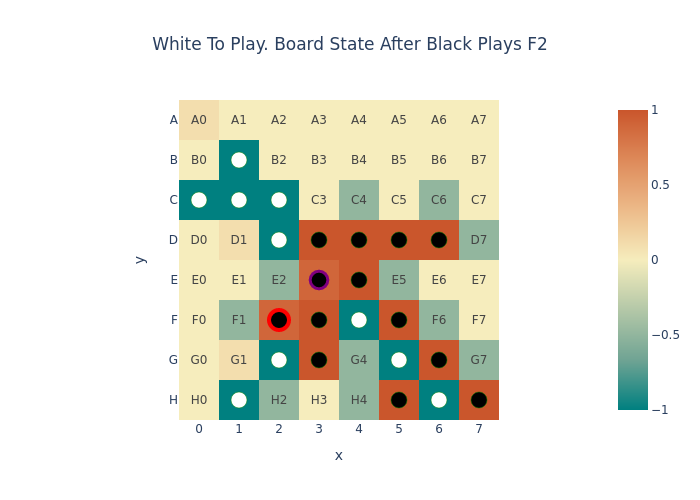 White To Play. Board State After Black Plays F2
A A0 A1 A2 A3 A4 A5 A6 A7
B B0 B2 B3 B4 B5 B6 B7
C C3 C4 C5 C6 C7
D D0 D1 D7
E E0 E1 E2 E5 E6 E7
F F0 F1 F6 F7
G G0 G1 G4 G7
H H0 H2 H3 H4
0 1 2 3 4 5 6 7
x
y
1
0.5
0
−0.5
−1